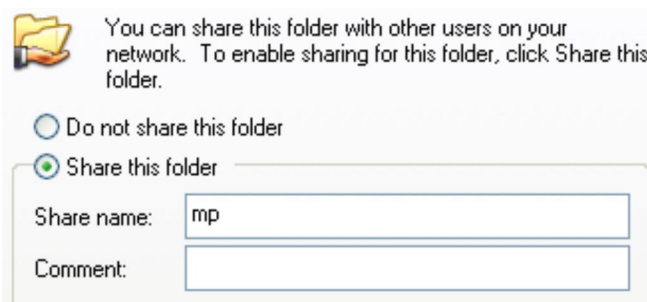 You can share this folder with other users on your
network. To enable sharing for this folder, click Share this
folder.
Do not share this folder
Share this folder
Share name: mp
Comment: